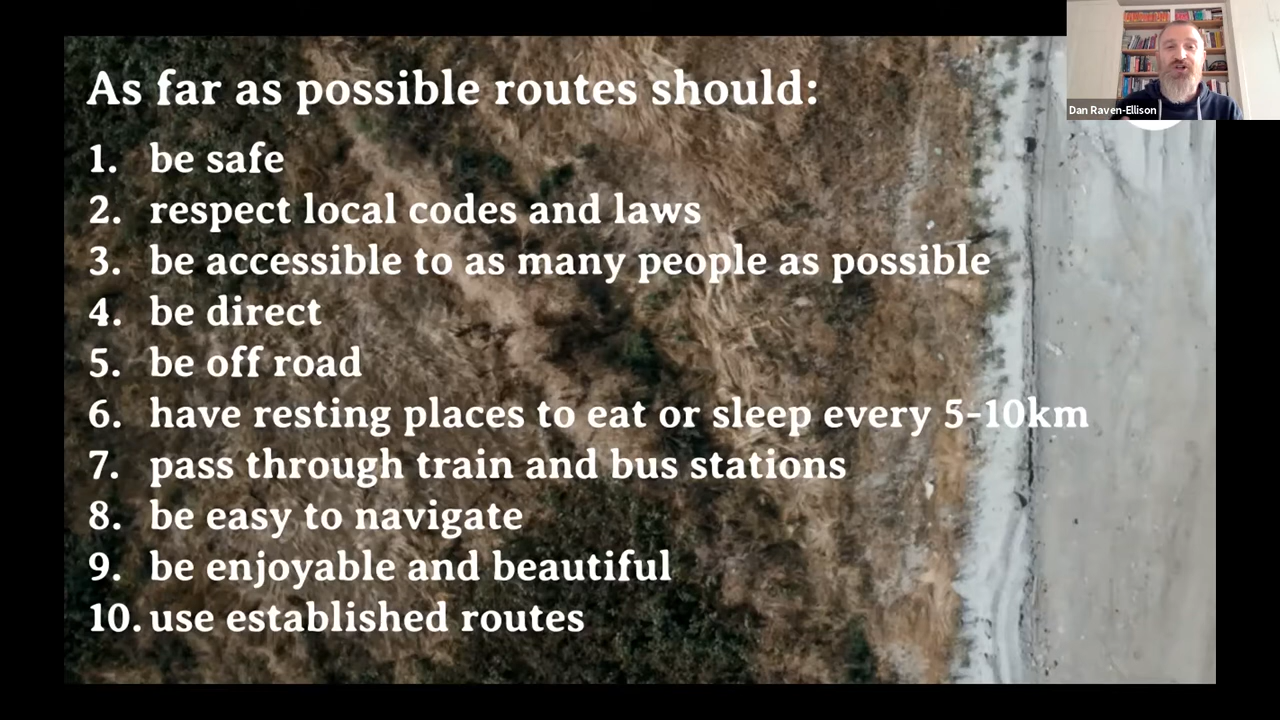 As far as possible routes should:
1. be safe
2. respect local codes and laws
3. be accessible to as many people as possible
4. be direct
5. be off road
6. have resting places to eat or sleep every 5-10km
7. pass through train and bus stations
8. be easy to navigate
9. be enjoyable and beautiful
10. use established routes
Dan Raven-Ellison